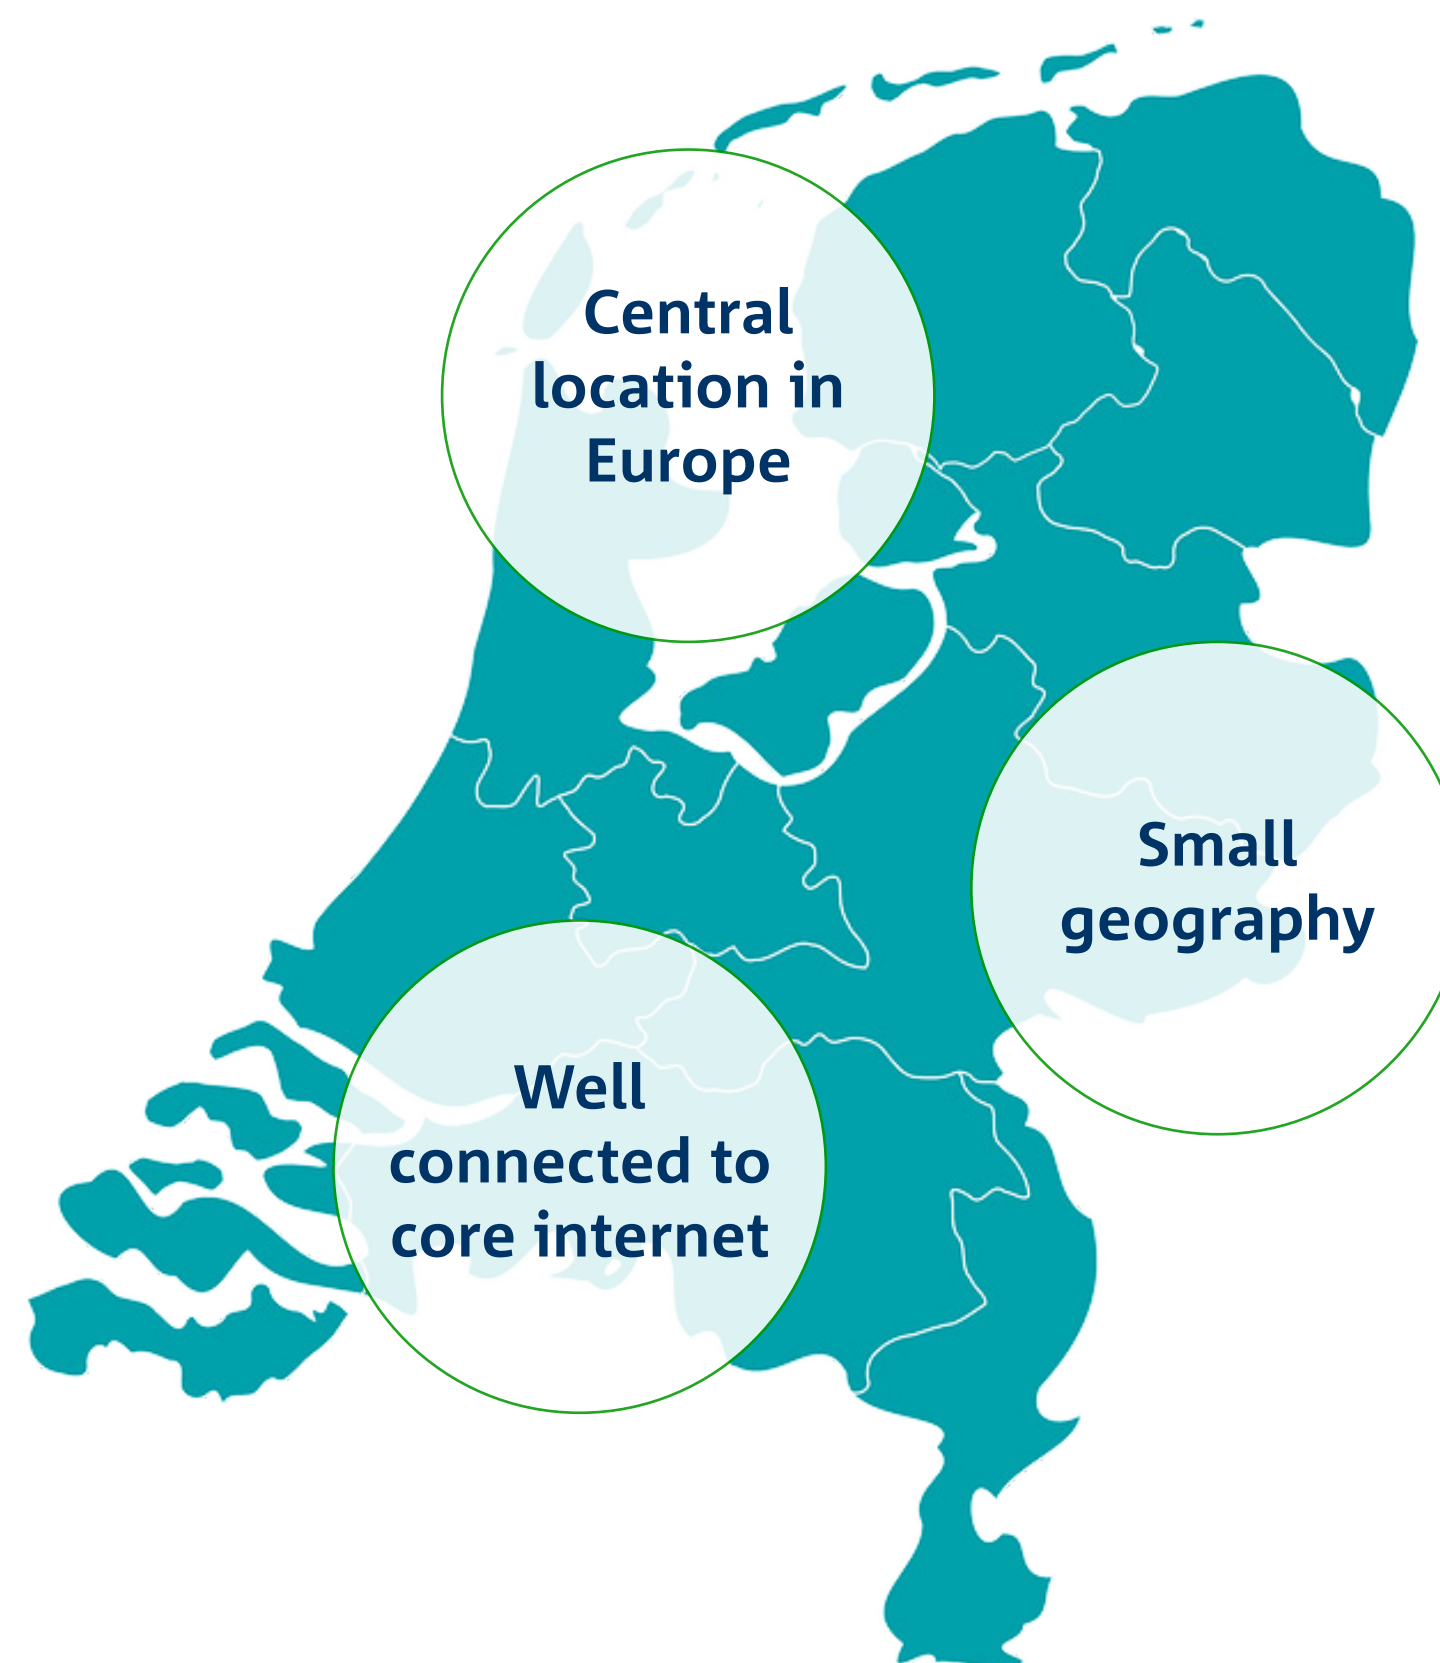 Central
location in
Europe
Small
geography
Well
connected to
core internet